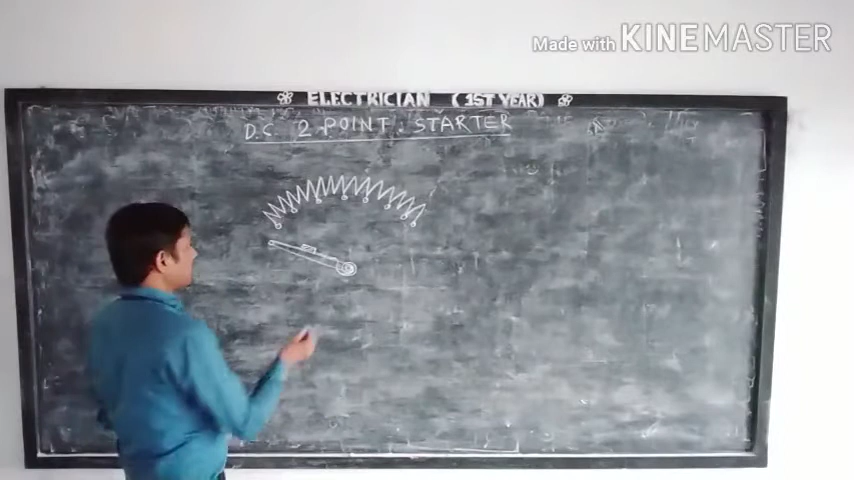 Made with KINEMASTER
ELECTRICIAN (1ST YEAR)
D.C. 2 POINT STARTER